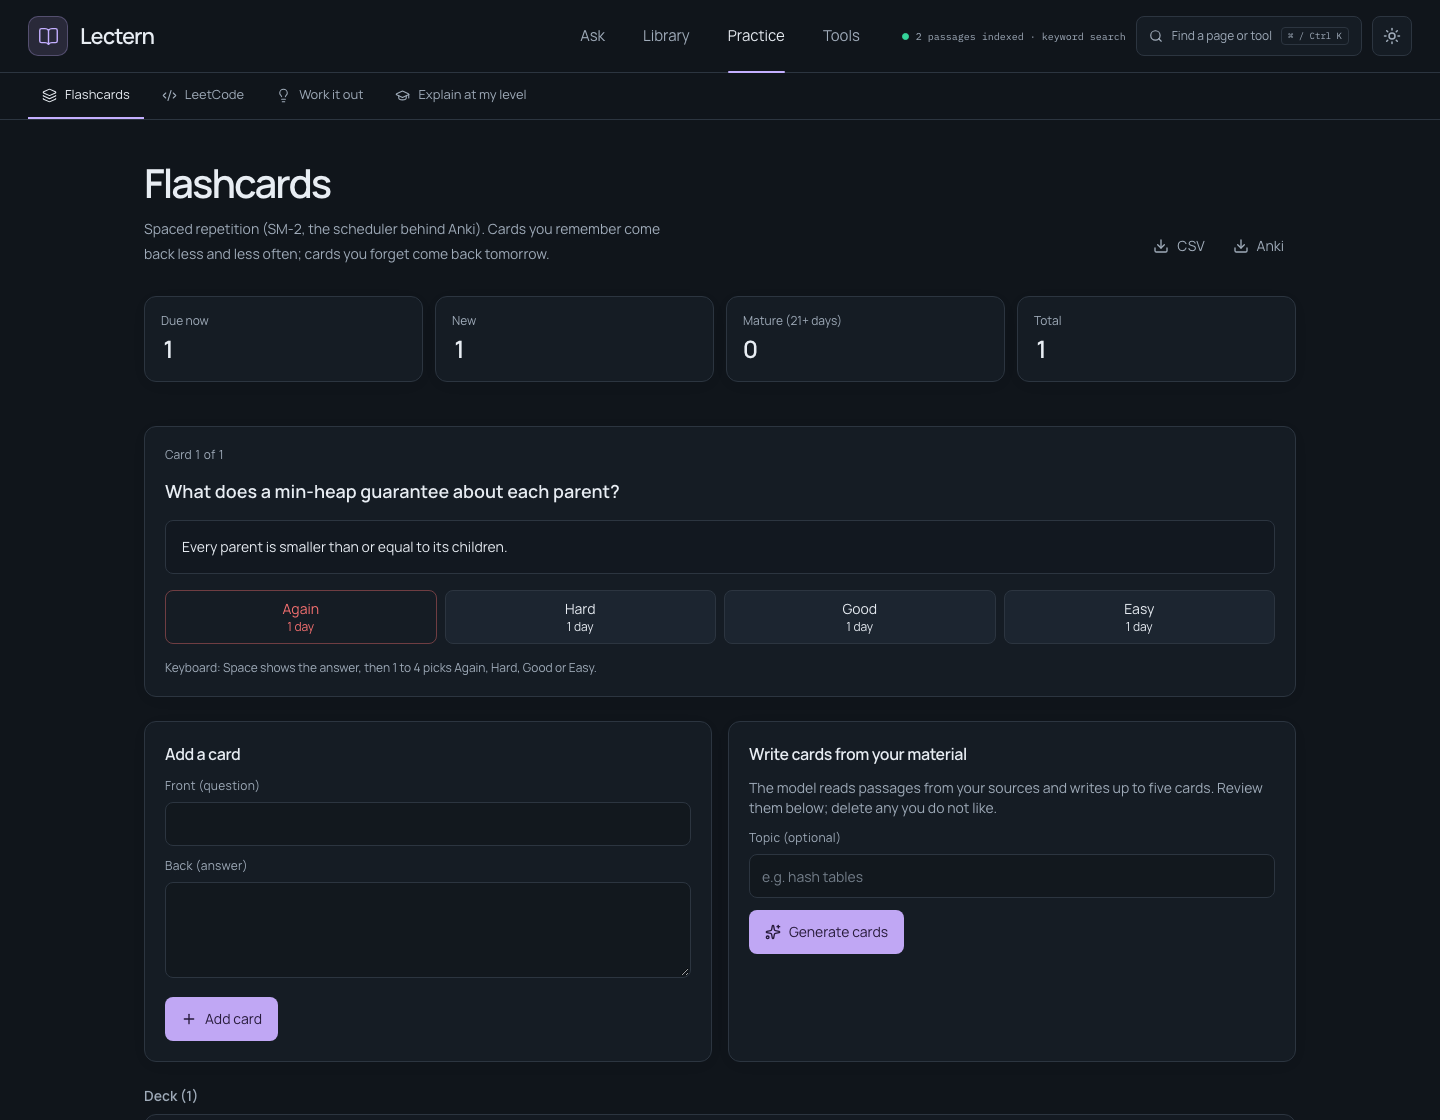 Lectern
Ask
Library
Practice
Tools
2 passages indexed · keyword search
Find a page or tool
⌘ / Ctrl K
Flashcards
LeetCode
Work it out
Explain at my level
Flashcards
Spaced repetition (SM-2, the scheduler behind Anki). Cards you remember come
back less and less often; cards you forget come back tomorrow.
CSV
Anki
Due now
1
New
1
Mature (21+ days)
0
Total
1
Card 1 of 1
What does a min-heap guarantee about each parent?
Every parent is smaller than or equal to its children.
Again
1 day
Hard
1 day
Good
1 day
Easy
1 day
Keyboard: Space shows the answer, then 1 to 4 picks Again, Hard, Good or Easy.
Add a card
Front (question)
Back (answer)
Add card
Write cards from your material
The model reads passages from your sources and writes up to five cards. Review
them below; delete any you do not like.
Topic (optional)
e.g. hash tables
Generate cards
Deck (1)